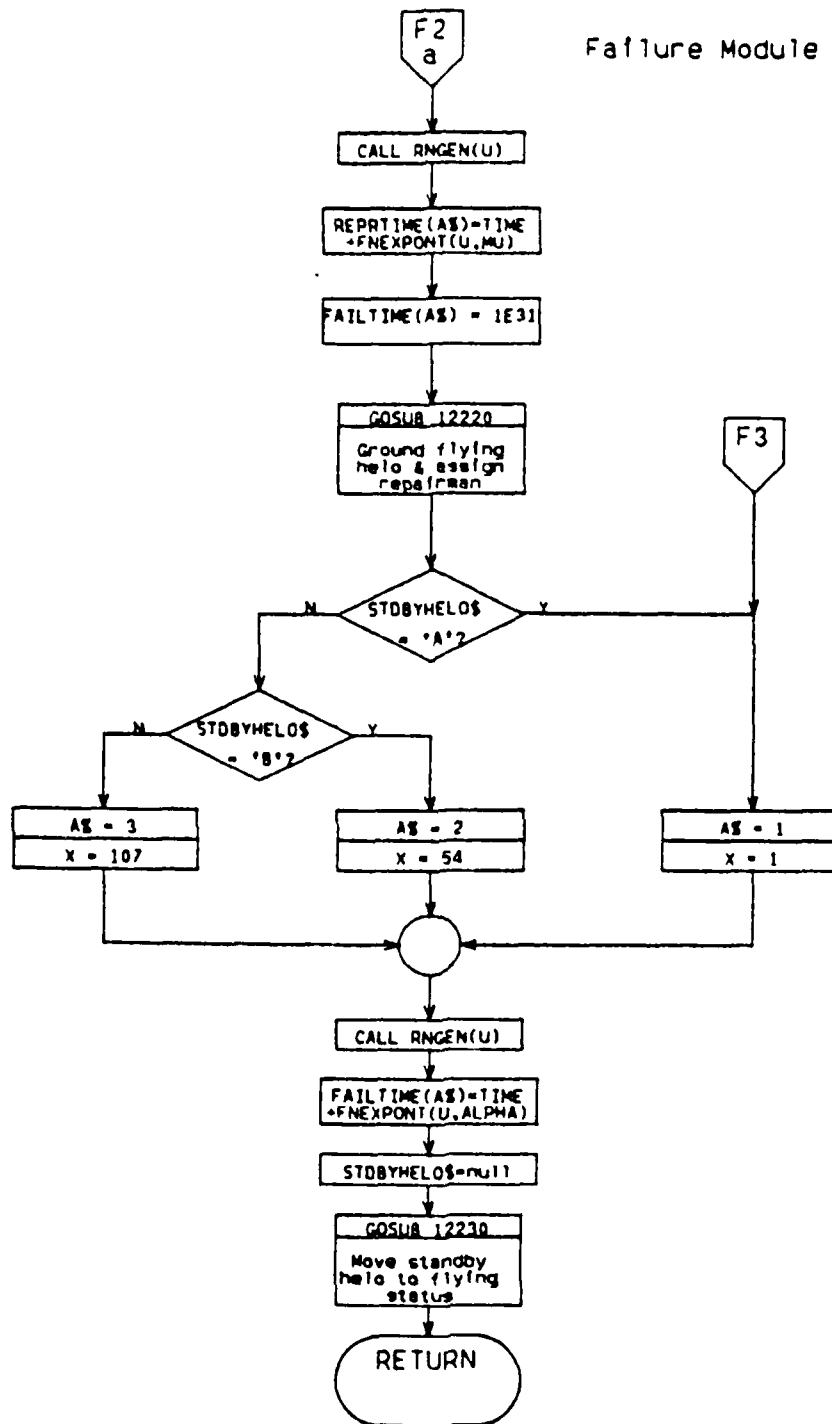 F2
a
Failure Module
CALL RNGEN(U)
REPRTIME(A%)=TIME
+FNEXPONT(U,MU)
FAILTIME(A%) = 1E31
GOSUB 12220
Ground flying
helo & assign
repairman
F3
N
STDBYHELO$
= 'A'?
Y
N
STDBYHELO$
= 'B'?
Y
A% = 3
X = 107
A% = 2
X = 54
A% = 1
X = 1
CALL RNGEN(U)
FAILTIME(A%)=TIME
+FNEXPONT(U,ALPHA)
STDBYHELO$=null
GOSUB 12230
Move standby
helo to flying
status
RETURN